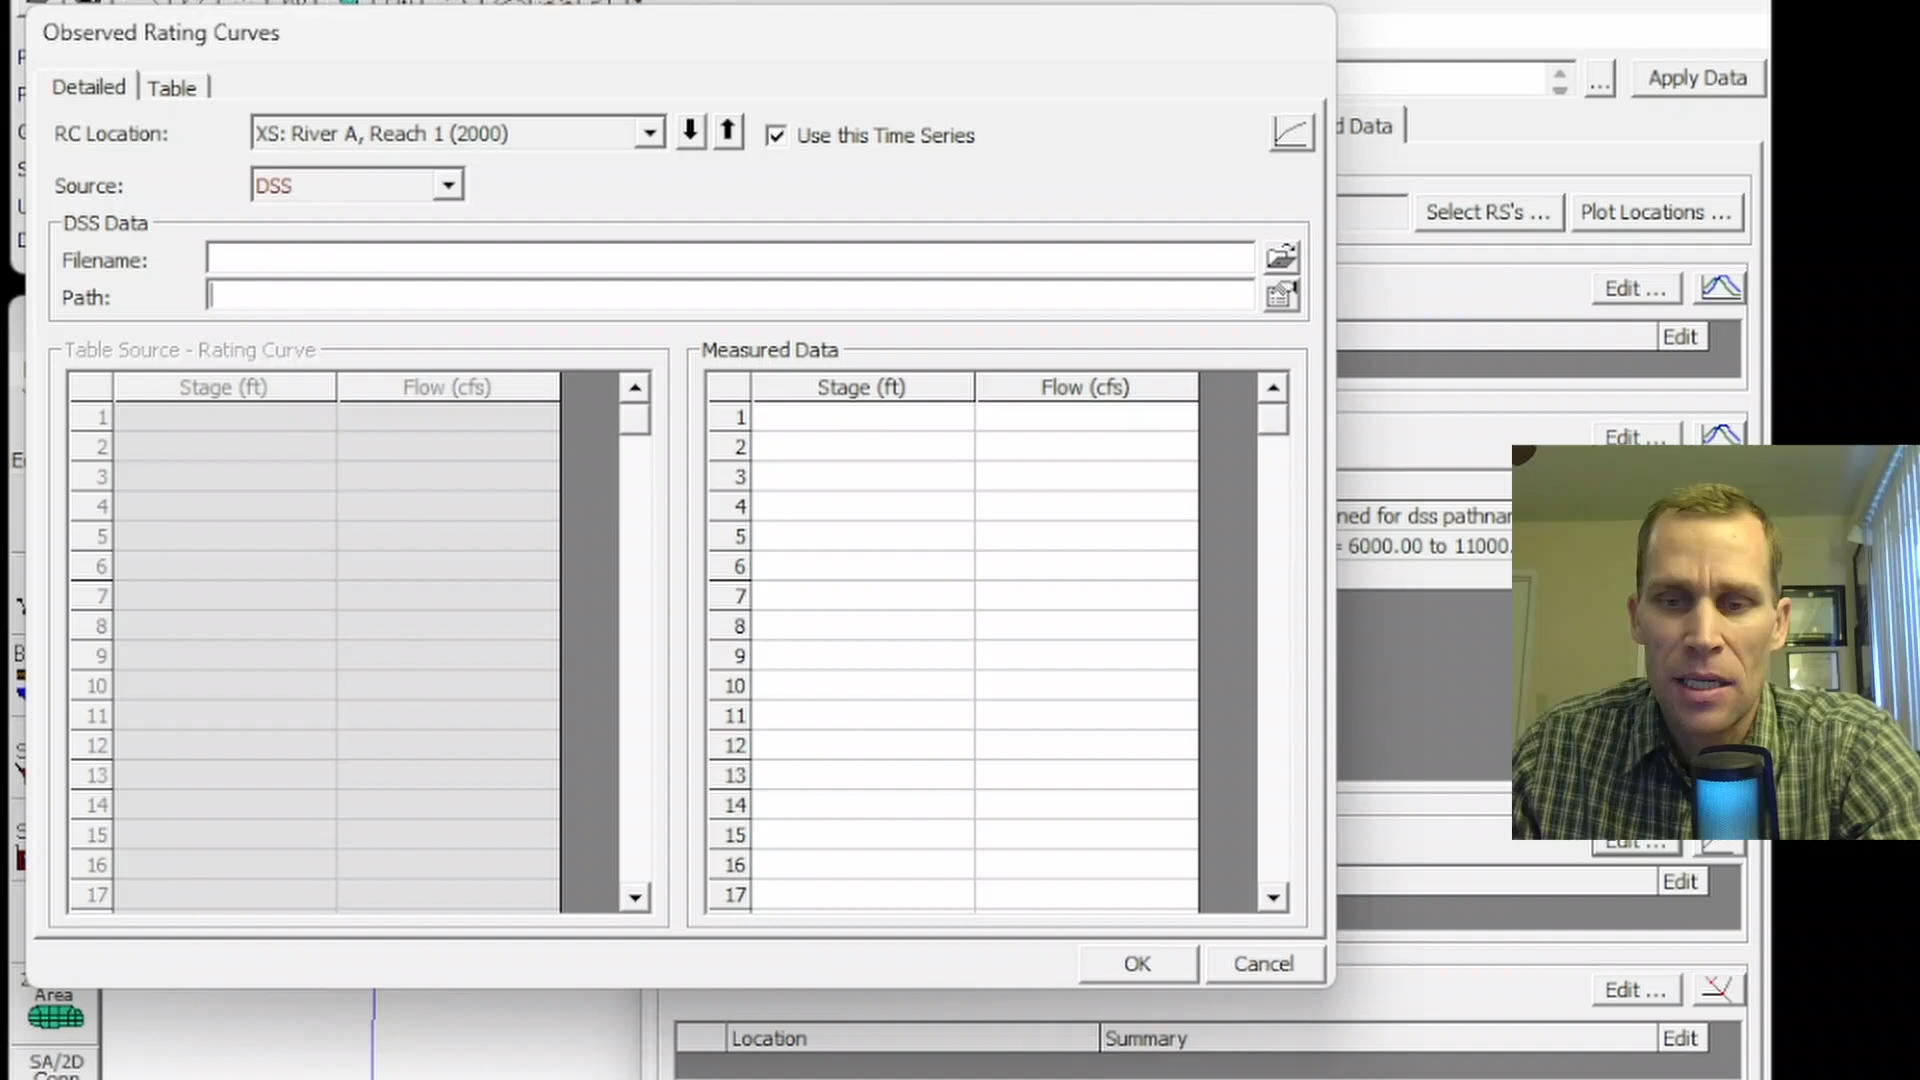 Observed Rating Curves
Detailed
Table
RC Location:
XS: River A, Reach 1 (2000)
Use this Time Series
Source:
DSS
DSS Data
Filename:
Path:
Table Source - Rating Curve
Stage (ft) Flow (cfs)
1
2
3
4
5
6
7
8
9
10
11
12
13
14
15
16
17
Measured Data
Stage (ft) Flow (cfs)
1
2
3
4
5
6
7
8
9
10
11
12
13
14
15
16
17
OK
Cancel
...
Apply Data
d Data
Select RS's ...
Plot Locations ...
Edit ...
Edit
Edit ...
ned for dss pathnar
= 6000.00 to 11000.
Edit ...
Edit
Edit ...
Location Summary Edit
Area
SA/2D
Conn